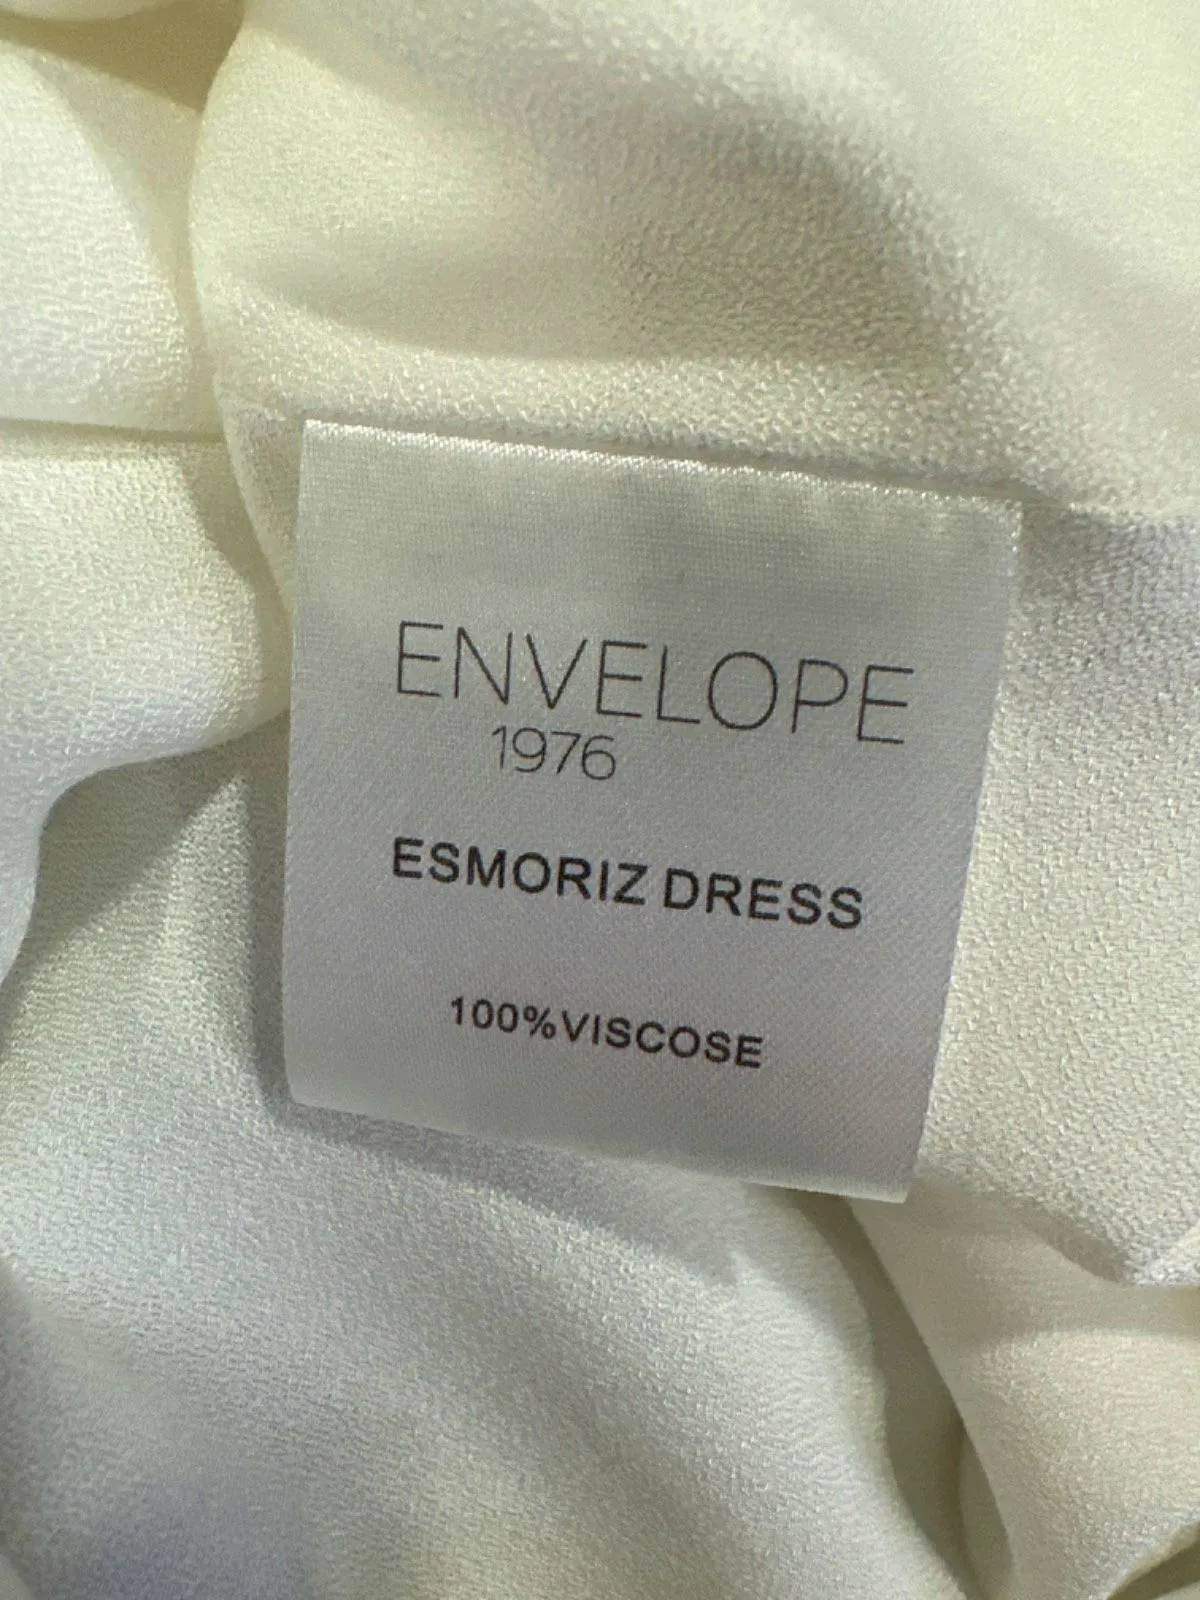 ENVELOPE
1976
ESMORIZ DRESS
100%VISCOSE